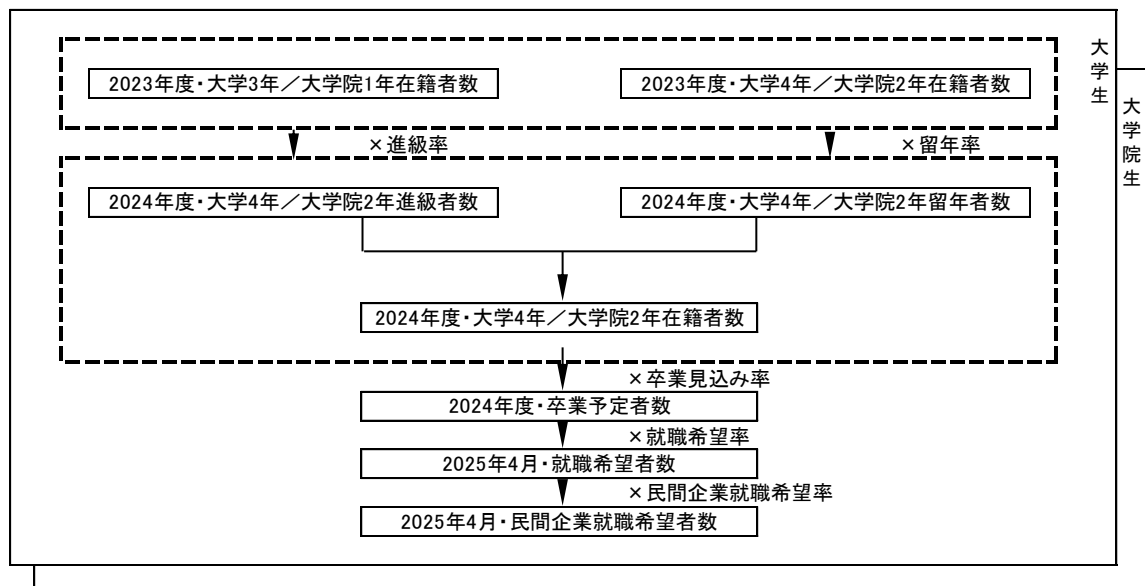 大学生
大学院生
2023年度・大学3年／大学院1年在籍者数
2023年度・大学4年／大学院2年在籍者数
×進級率
×留年率
2024年度・大学4年／大学院2年進級者数
2024年度・大学4年／大学院2年留年者数
2024年度・大学4年／大学院2年在籍者数
×卒業見込み率
2024年度・卒業予定者数
×就職希望率
2025年4月・就職希望者数
×民間企業就職希望率
2025年4月・民間企業就職希望者数